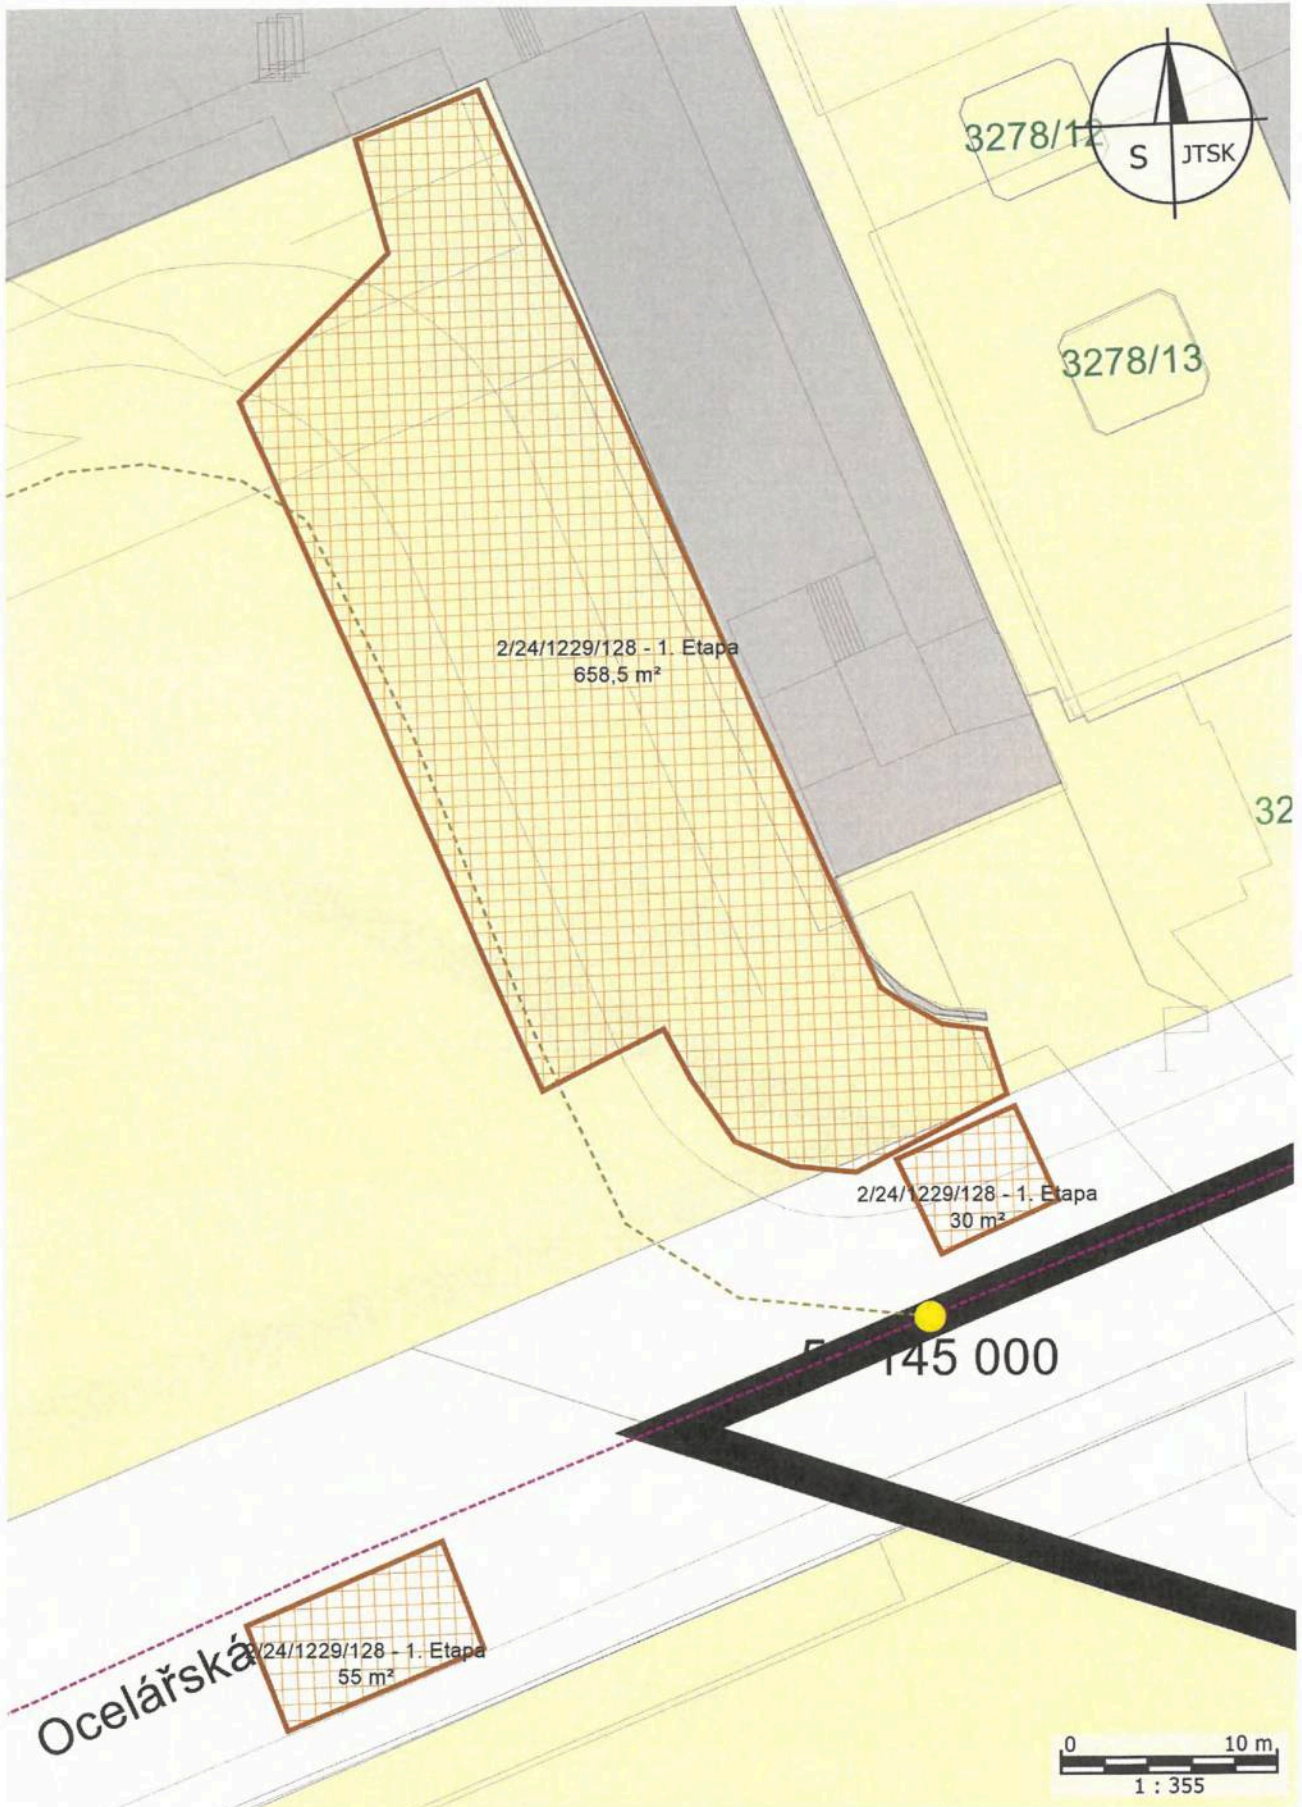 3278/12
S JTSK
3278/13
2/24/1229/128 - 1. Etapa
658,5 m²
32
2/24/1229/128 - 1. Etapa
30 m²
145 000
Ocelářská
2/24/1229/128 - 1. Etapa
55 m²
0 10 m
1 : 355